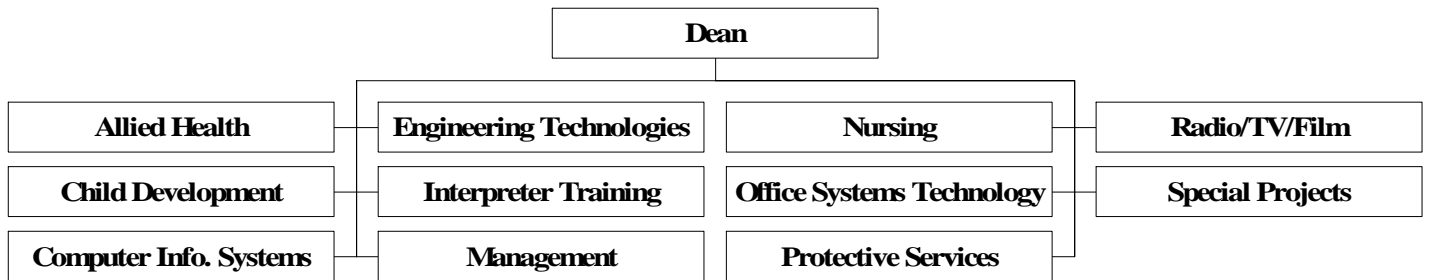 Dean
Allied Health
Engineering Technologies
Nursing
Radio/TV/Film
Child Development
Interpreter Training
Office Systems Technology
Special Projects
Computer Info. Systems
Management
Protective Services